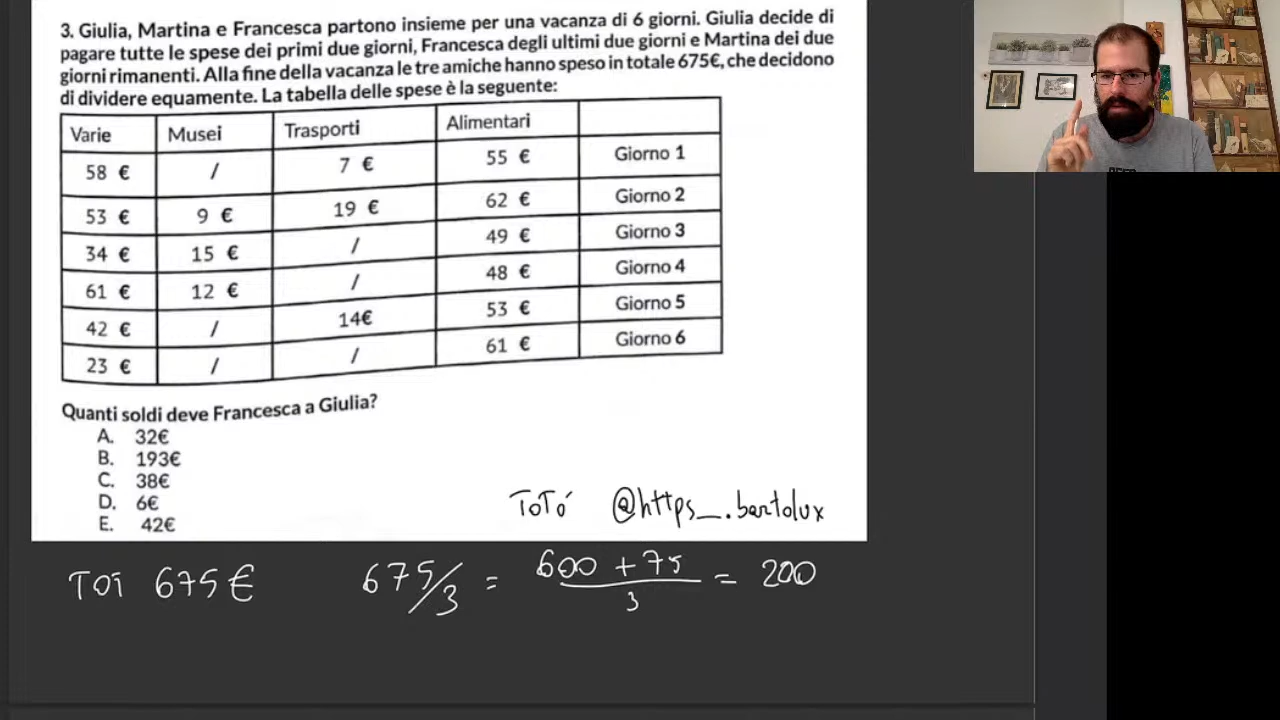 3. Giulia, Martina e Francesca partono insieme per una vacanza di 6 giorni. Giulia decide di
pagare tutte le spese dei primi due giorni, Francesca degli ultimi due giorni e Martina dei due
giorni rimanenti. Alla fine della vacanza le tre amiche hanno speso in totale 675€, che decidono
di dividere equamente. La tabella delle spese è la seguente:
Varie Musei Trasporti Alimentari
58 € / 7 € 55 € Giorno 1
53 € 9 € 19 € 62 € Giorno 2
34 € 15 € / 49 € Giorno 3
61 € 12 € / 48 € Giorno 4
42 € / 14€ 53 € Giorno 5
23 € / / 61 € Giorno 6
Quanti soldi deve Francesca a Giulia?
A. 32€
B. 193€
C. 38€
D. 6€
E. 42€
TOTÓ @https_.bartolux
TOT 675€ 675/3 = (600 + 75)/3 = 200